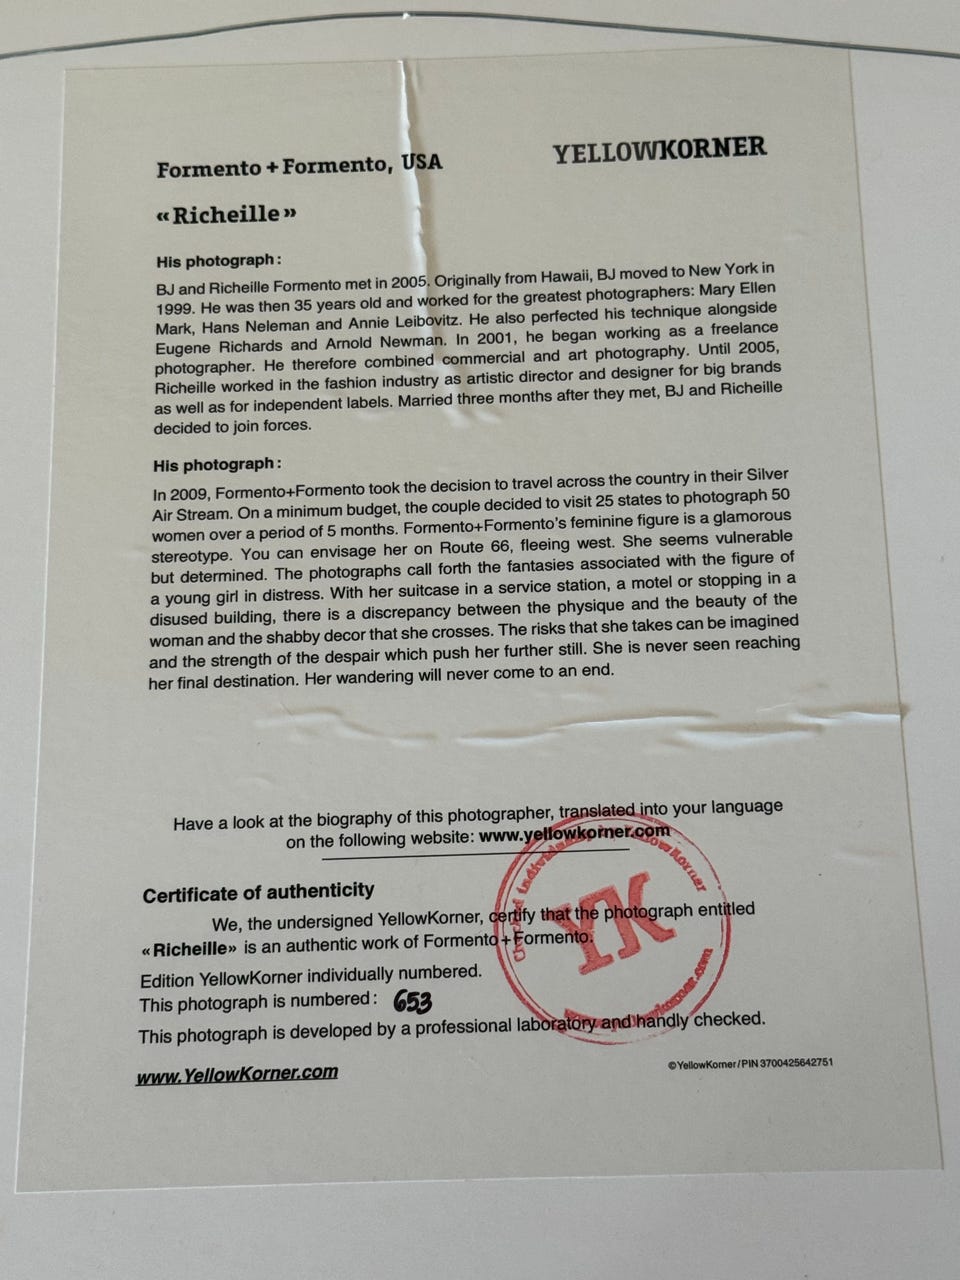 Formento + Formento, USA
YELLOWKORNER
«Richeille»
His photograph :
BJ and Richeille Formento met in 2005. Originally from Hawaii, BJ moved to New York in
1999. He was then 35 years old and worked for the greatest photographers: Mary Ellen
Mark, Hans Neleman and Annie Leibovitz. He also perfected his technique alongside
Eugene Richards and Arnold Newman. In 2001, he began working as a freelance
photographer. He therefore combined commercial and art photography. Until 2005,
Richeille worked in the fashion industry as artistic director and designer for big brands
as well as for independent labels. Married three months after they met, BJ and Richeille
decided to join forces.
His photograph :
In 2009, Formento+Formento took the decision to travel across the country in their Silver
Air Stream. On a minimum budget, the couple decided to visit 25 states to photograph 50
women over a period of 5 months. Formento+Formento's feminine figure is a glamorous
stereotype. You can envisage her on Route 66, fleeing west. She seems vulnerable
but determined. The photographs call forth the fantasies associated with the figure of
a young girl in distress. With her suitcase in a service station, a motel or stopping in a
disused building, there is a discrepancy between the physique and the beauty of the
woman and the shabby decor that she crosses. The risks that she takes can be imagined
and the strength of the despair which push her further still. She is never seen reaching
her final destination. Her wandering will never come to an end.
Have a look at the biography of this photographer, translated into your language
on the following website: www.yellowkorner.com
Certificate of authenticity
We, the undersigned YellowKorner, certify that the photograph entitled
«Richeille» is an authentic work of Formento+Formento.
Edition YellowKorner individually numbered.
This photograph is numbered : 653
This photograph is developed by a professional laboratory and handly checked.
www.YellowKorner.com
©YellowKorner/PIN 3700425642751
YK